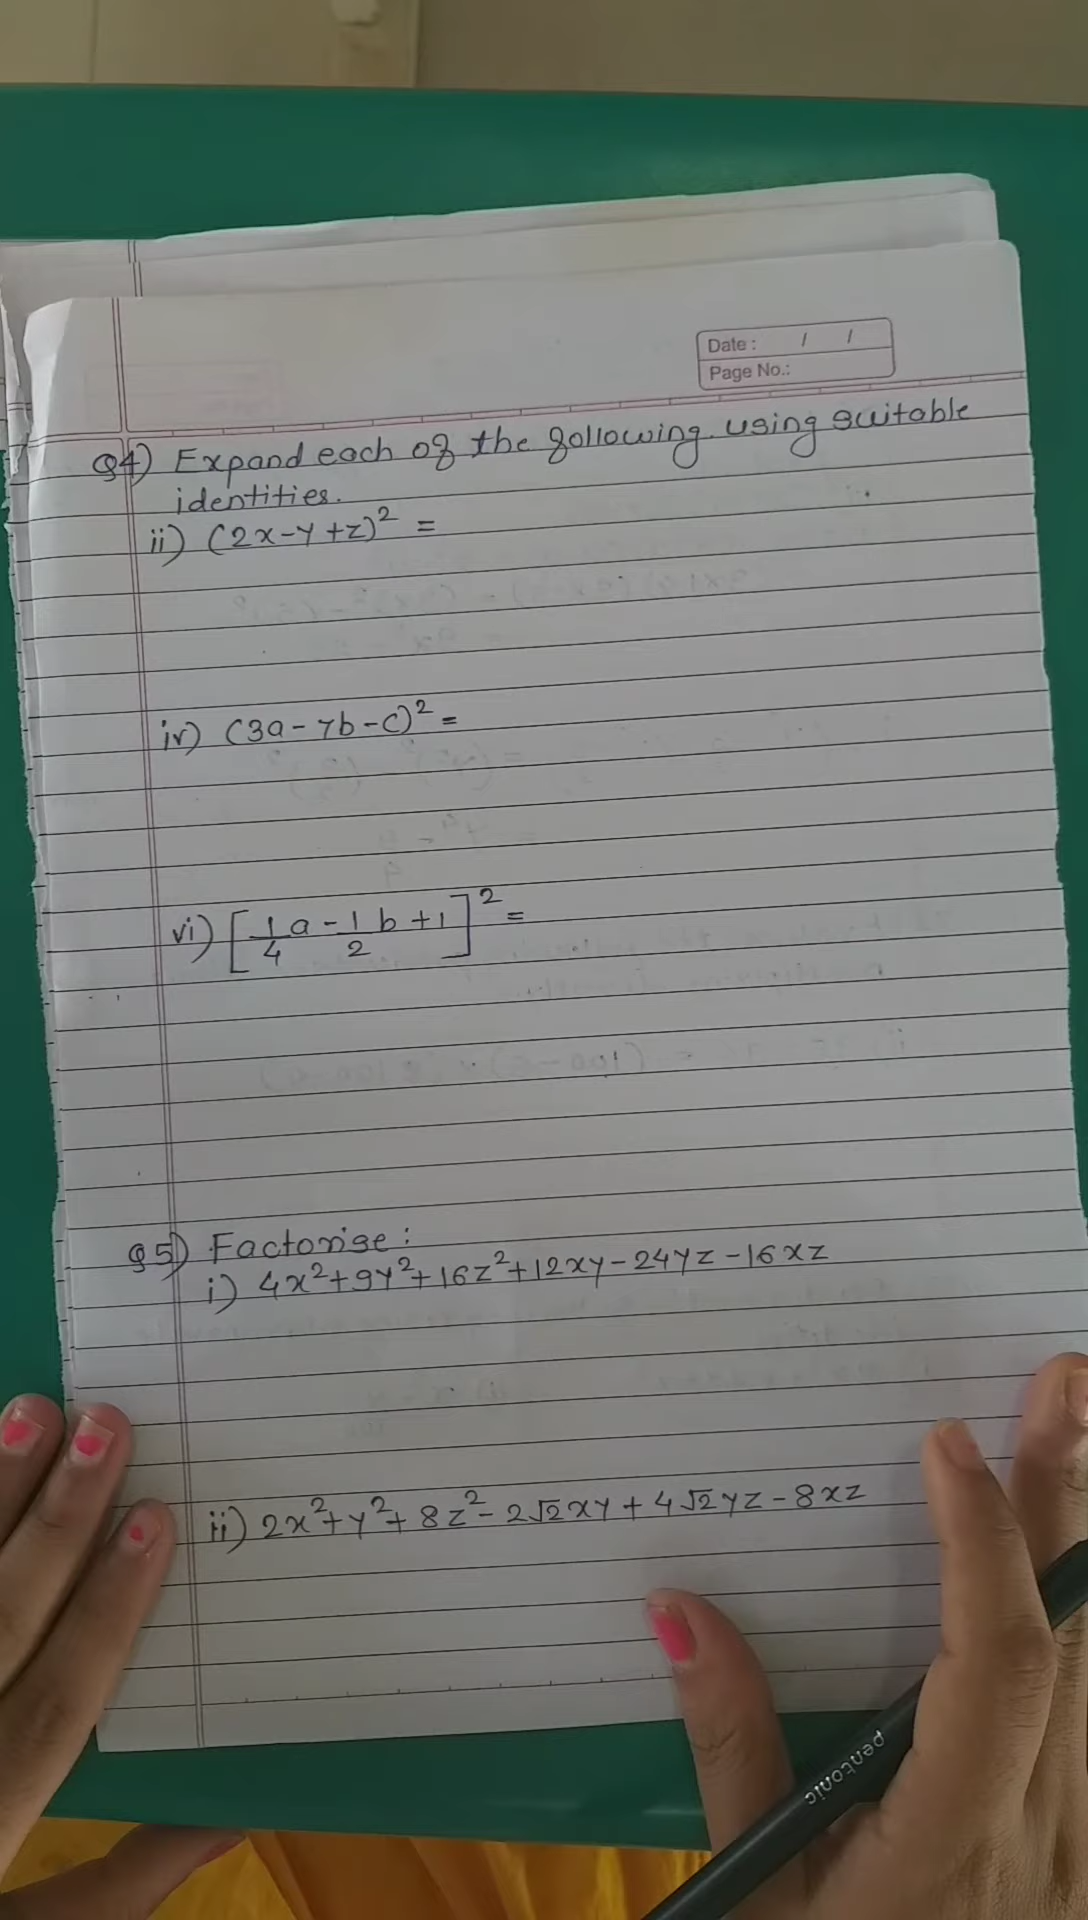 Date : / /
Page No.:
Q4) Expand each of the following using suitable
identities.
ii) (2x-y+z)² =
iv) (3a-7b-c)² =
vi) [1/4 a - 1/2 b + 1]² =
Q5) Factorise:
i) 4x²+9y²+16z²+12xy-24yz-16xz
ii) 2x²+y²+8z²-2√2xy+4√2yz-8xz
pentonic